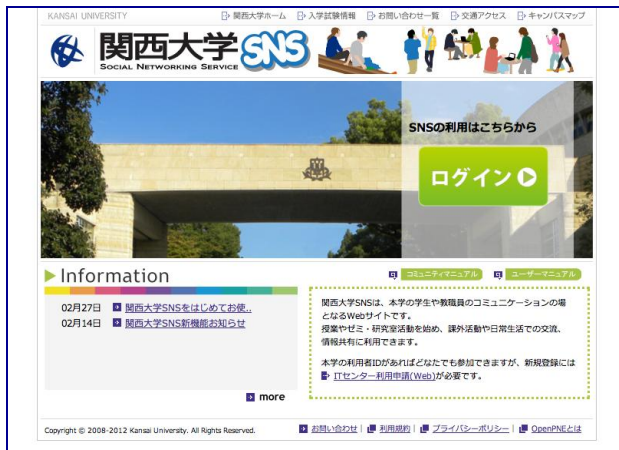 KANSAI UNIVERSITY 関西大学ホーム 入学試験情報 お問い合わせ一覧 交通アクセス キャンパスマップ
関西大学SNS
SOCIAL NETWORKING SERVICE
SNSの利用はこちらから
ログイン
Information
コミュニティマニュアル ユーザーマニュアル
02月27日 関西大学SNSをはじめてお使..
02月14日 関西大学SNS新機能お知らせ
more
関西大学SNSは、本学の学生や教職員のコミュニケーションの場
となるWebサイトです。
授業やゼミ・研究室活動を始め、課外活動や日常生活での交流、
情報共有に利用できます。
本学の利用者IDがあればどなたでも参加できますが、新規登録には
ITセンター利用申請(Web)が必要です。
Copyright © 2008-2012 Kansai University. All Rights Reserved. お問い合わせ | 利用規約 | プライバシーポリシー | OpenPNEとは